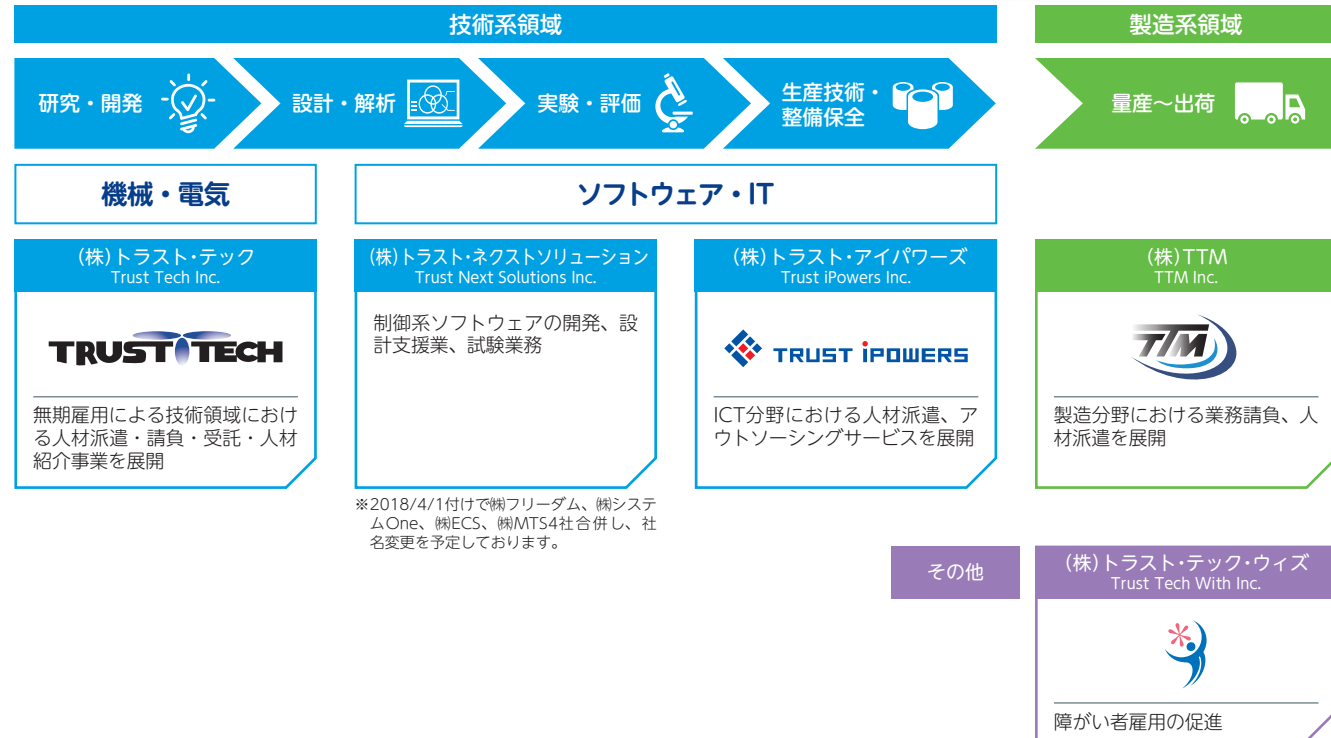 技術系領域
製造系領域
研究・開発
設計・解析
実験・評価
生産技術・
整備保全
量産～出荷
機械・電気
ソフトウェア・IT
(株)トラスト・テック
Trust Tech Inc.
TRUST TECH
無期雇用による技術領域におけ
る人材派遣・請負・受託・人材
紹介事業を展開
(株)トラスト・ネクストソリューション
Trust Next Solutions Inc.
制御系ソフトウェアの開発、設
計支援業、試験業務
※2018/4/1付けで㈱フリーダム、㈱システ
ムOne、㈱ECS、㈱MTS4社合併し、社
名変更を予定しております。
(株)トラスト・アイパワーズ
Trust iPowers Inc.
TRUST iPOWERS
ICT分野における人材派遣、ア
ウトソーシングサービスを展開
(株)TTM
TTM Inc.
TTM
製造分野における業務請負、人
材派遣を展開
その他
(株)トラスト・テック・ウィズ
Trust Tech With Inc.
障がい者雇用の促進